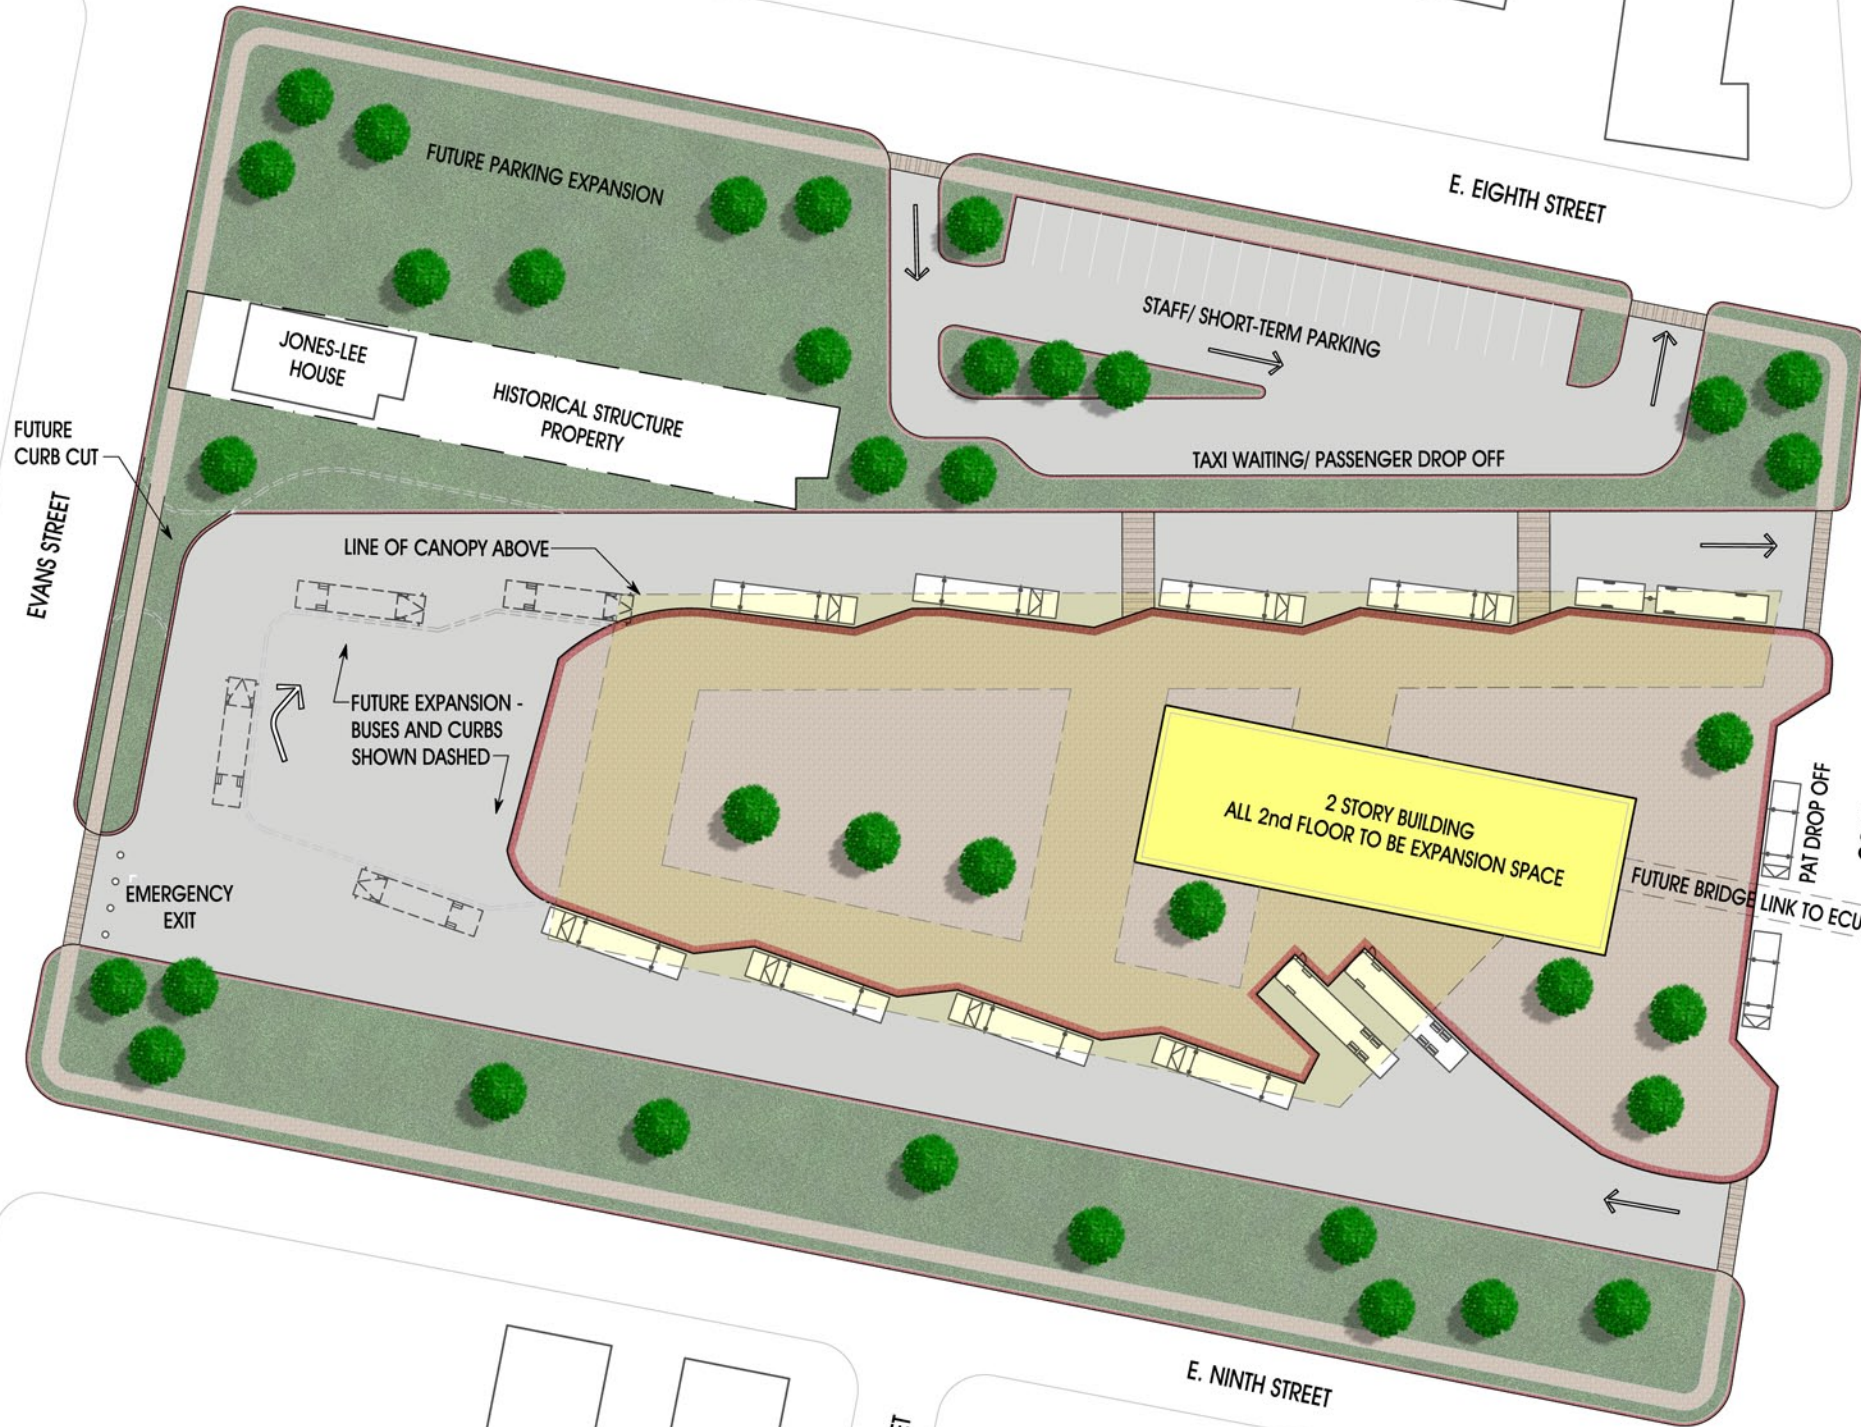 E. EIGHTH STREET
FUTURE PARKING EXPANSION
STAFF/ SHORT-TERM PARKING
JONES-LEE
HOUSE
HISTORICAL STRUCTURE
PROPERTY
FUTURE
CURB CUT
TAXI WAITING/ PASSENGER DROP OFF
EVANS STREET
LINE OF CANOPY ABOVE
FUTURE EXPANSION -
BUSES AND CURBS
SHOWN DASHED
2 STORY BUILDING
ALL 2nd FLOOR TO BE EXPANSION SPACE
PAT DROP OFF
FUTURE BRIDGE LINK TO ECU
EMERGENCY
EXIT
E. NINTH STREET